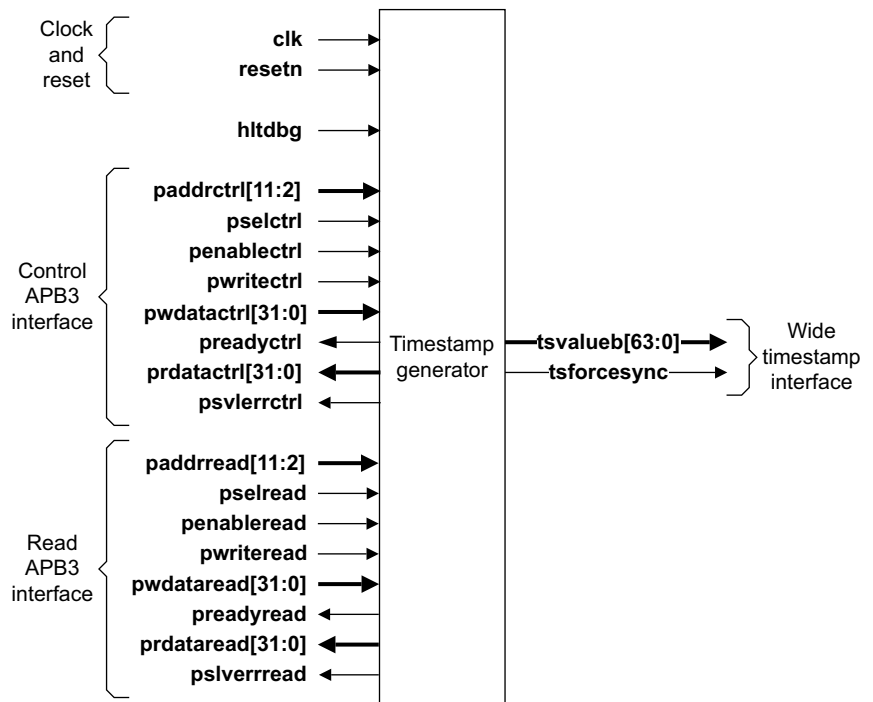 Clock
and
reset
clk
resetn
hltdbg
Control
APB3
interface
paddrctrl[11:2]
pselctrl
penablectrl
pwritectrl
pwdatactrl[31:0]
preadyctrl
prdatactrl[31:0]
psvlerrctrl
Read
APB3
interface
paddrread[11:2]
pselread
penableread
pwriteread
pwdataread[31:0]
preadyread
prdataread[31:0]
pslverrread
Timestamp
generator
tsvalueb[63:0]
tsforcesync
Wide
timestamp
interface